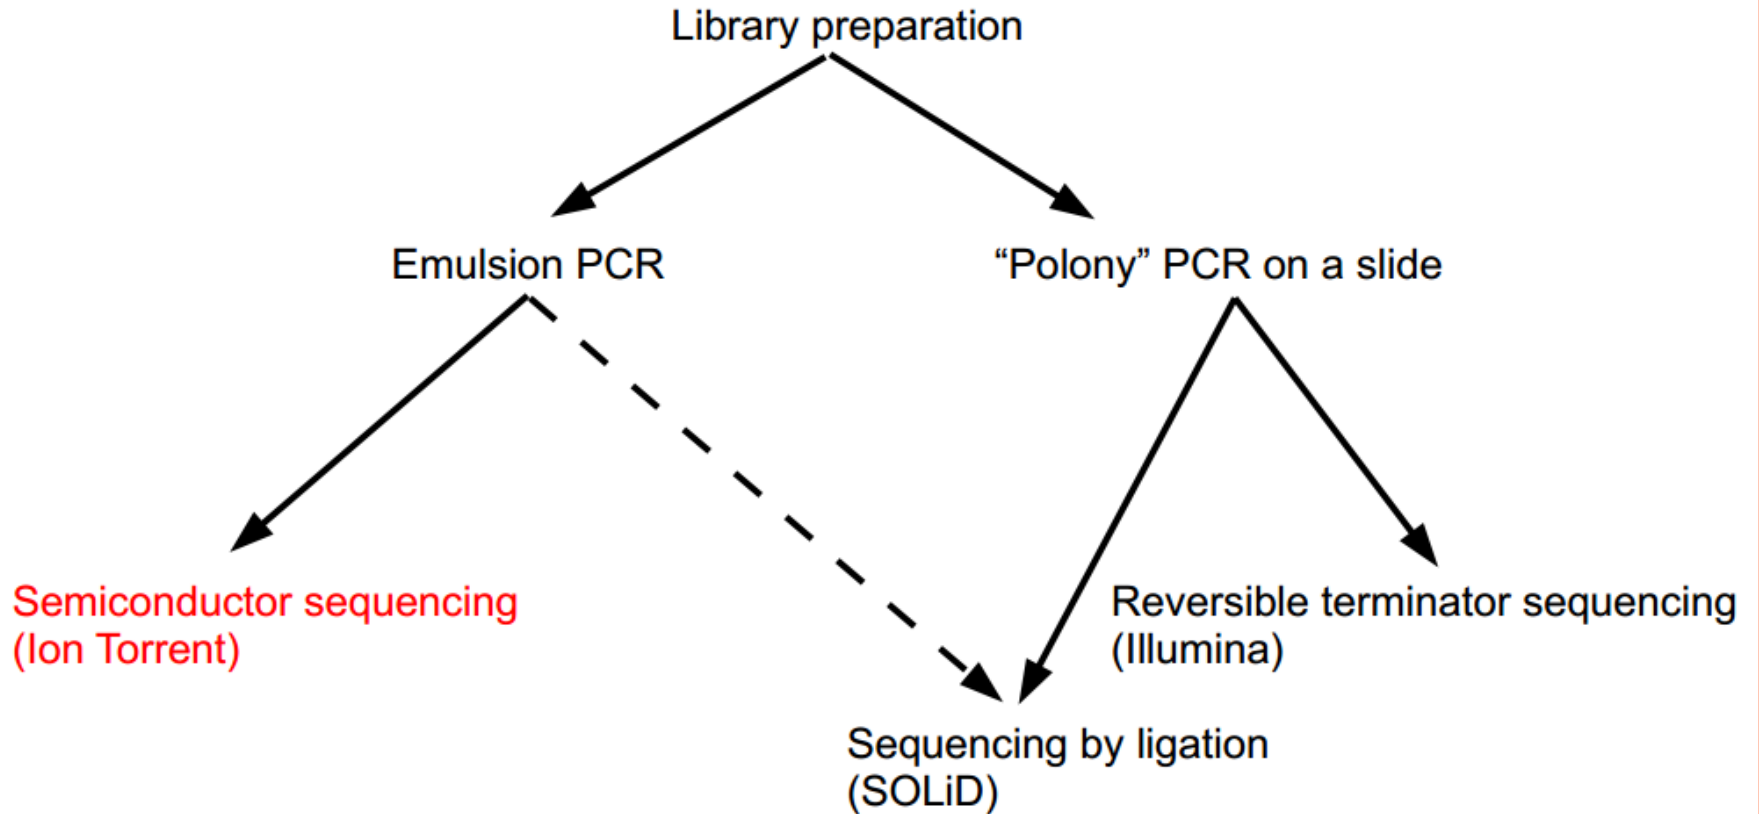 Library preparation
Emulsion PCR
“Polony” PCR on a slide
Semiconductor sequencing
(Ion Torrent)
Reversible terminator sequencing
(Illumina)
Sequencing by ligation
(SOLiD)